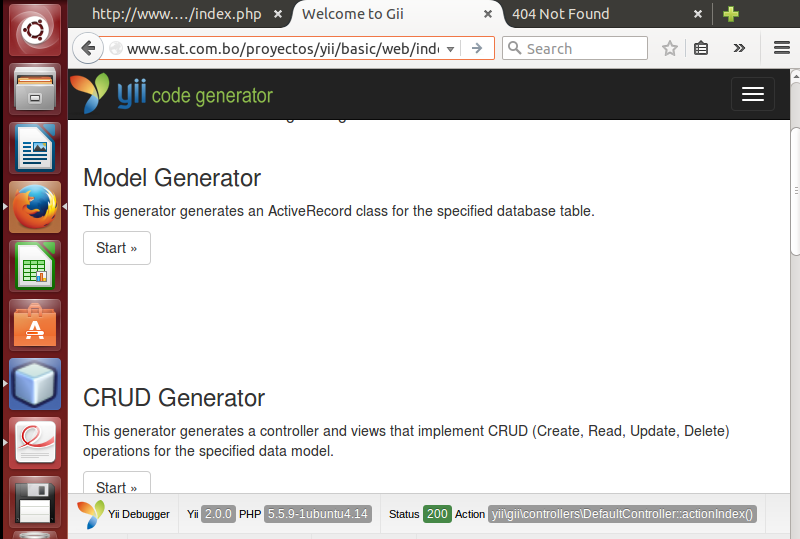 http://www..../index.php
Welcome to Gii
404 Not Found
www.sat.com.bo/proyectos/yii/basic/web/ind
Search
yii code generator
Model Generator
This generator generates an ActiveRecord class for the specified database table.
Start »
CRUD Generator
This generator generates a controller and views that implement CRUD (Create, Read, Update, Delete)
operations for the specified data model.
Start »
Yii Debugger Yii 2.0.0 PHP 5.5.9-1ubuntu4.14 Status 200 Action yii\gii\controllers\DefaultController::actionIndex()